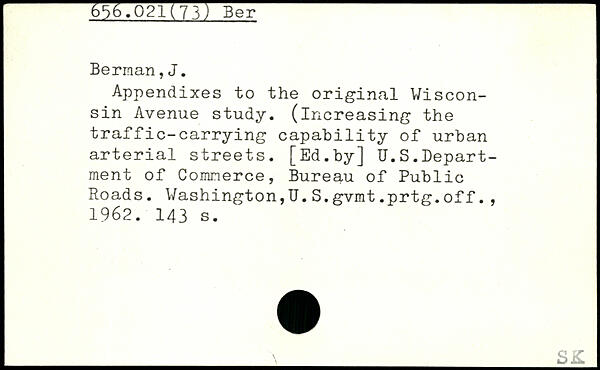 656.021(73) Ber
Berman,J.
Appendixes to the original Wiscon-
sin Avenue study. (Increasing the
traffic-carrying capability of urban
arterial streets. [Ed.by] U.S.Depart-
ment of Commerce, Bureau of Public
Roads. Washington,U.S.gvmt.prtg.off.,
1962. 143 s.
SK